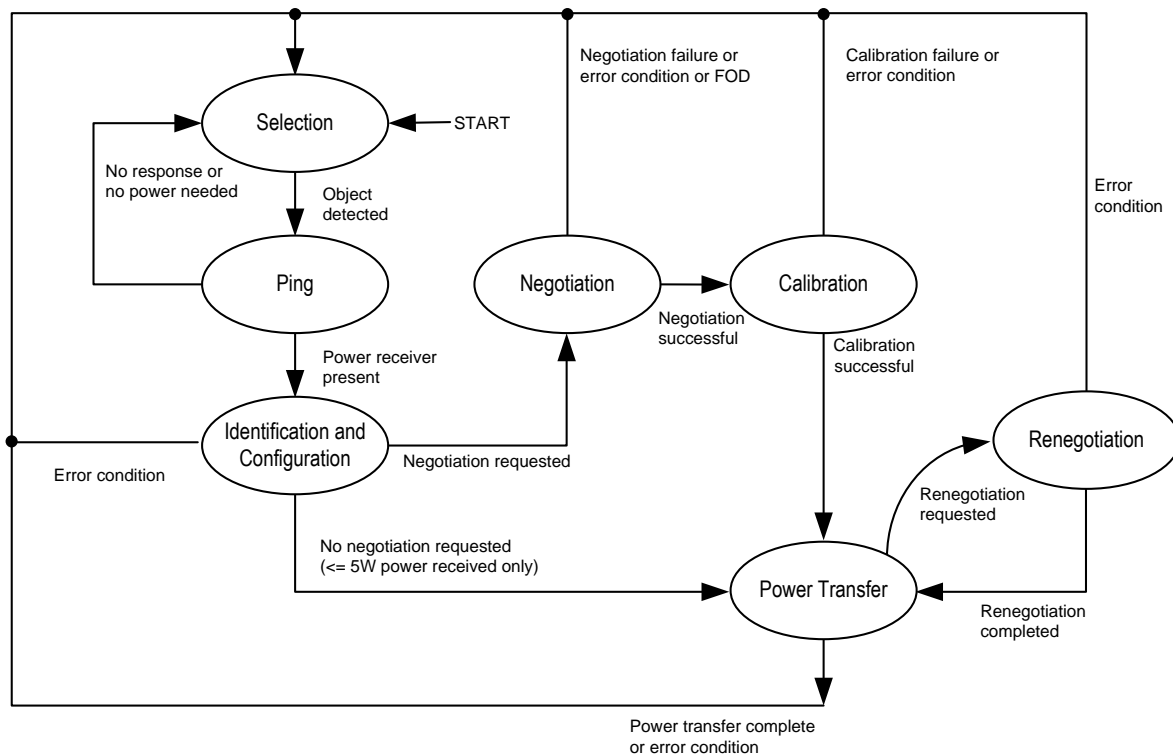 Negotiation failure or
error condition or FOD
Calibration failure or
error condition
Selection
START
No response or
no power needed
Object
detected
Error
condition
Ping
Negotiation
Calibration
Negotiation
successful
Calibration
successful
Power receiver
present
Identification and
Configuration
Error condition
Negotiation requested
Renegotiation
Renegotiation
requested
No negotiation requested
(<= 5W power received only)
Power Transfer
Renegotiation
completed
Power transfer complete
or error condition